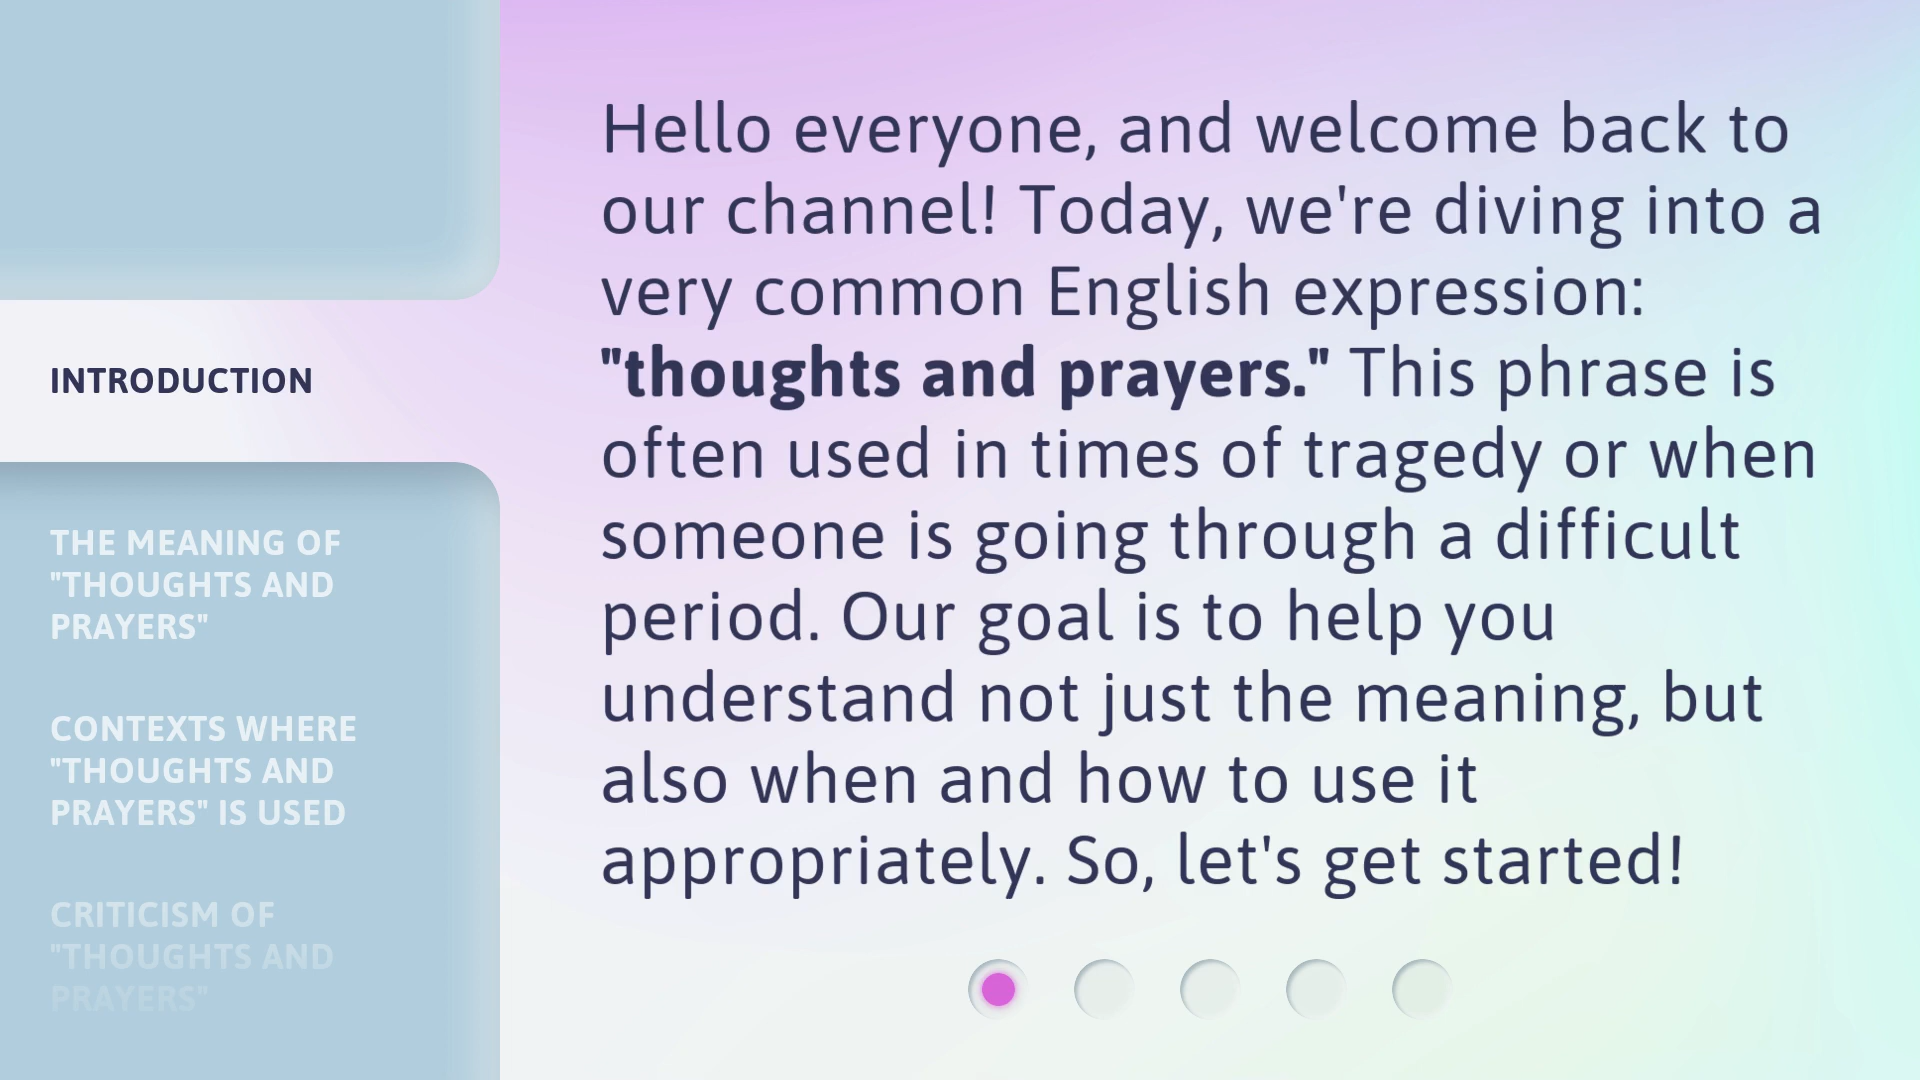 INTRODUCTION
THE MEANING OF
"THOUGHTS AND
PRAYERS"
CONTEXTS WHERE
"THOUGHTS AND
PRAYERS" IS USED
CRITICISM OF
"THOUGHTS AND
PRAYERS"
Hello everyone, and welcome back to
our channel! Today, we're diving into a
very common English expression:
"thoughts and prayers." This phrase is
often used in times of tragedy or when
someone is going through a difficult
period. Our goal is to help you
understand not just the meaning, but
also when and how to use it
appropriately. So, let's get started!